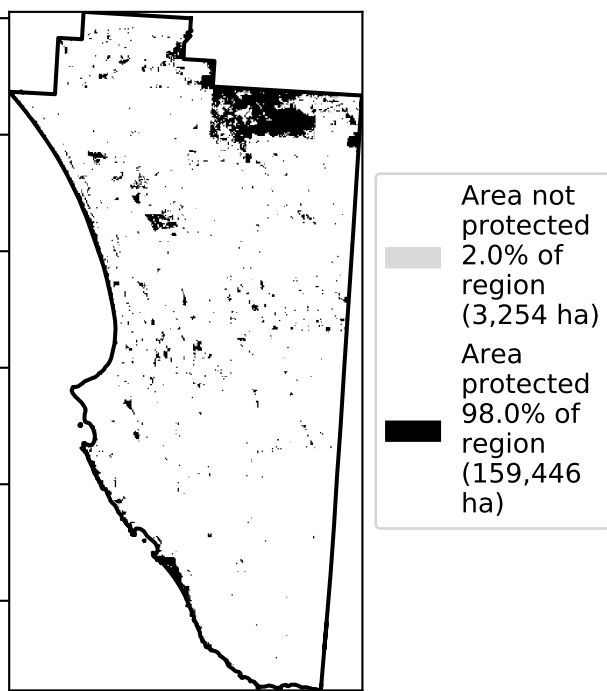 Area not
protected
2.0% of
region
(3,254 ha)
Area
protected
98.0% of
region
(159,446
ha)